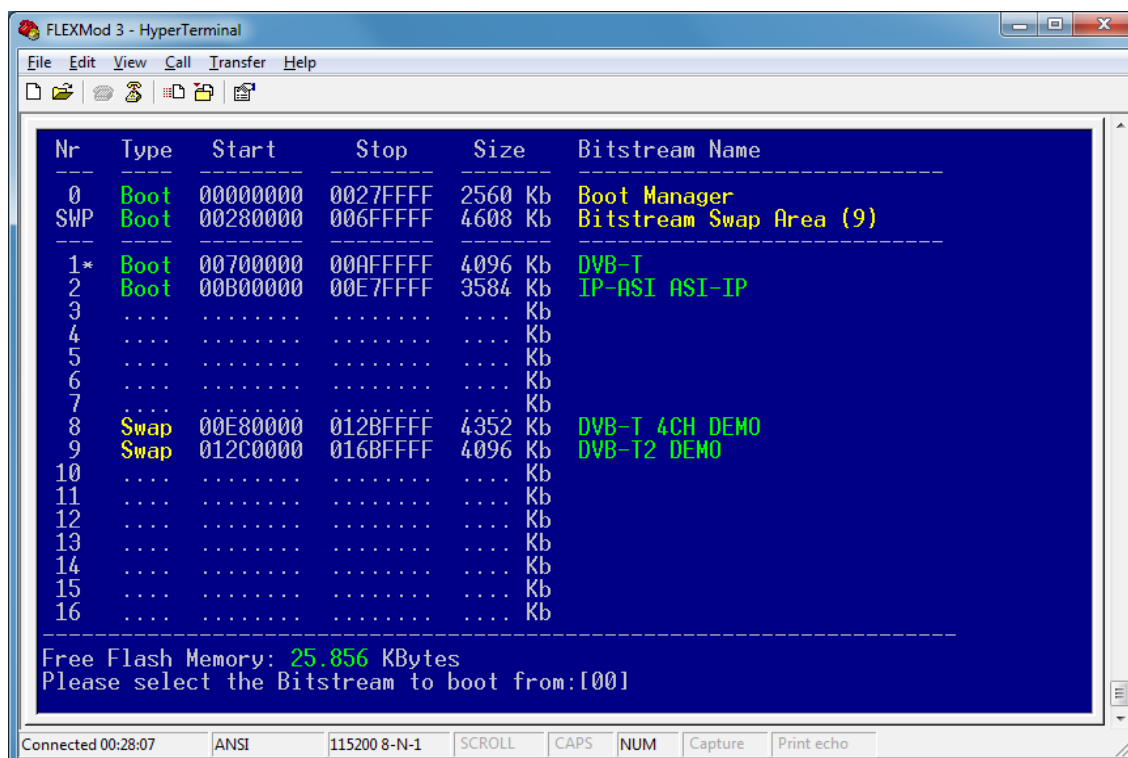 FLEXMod 3 - HyperTerminal
File Edit View Call Transfer Help
Nr Type Start Stop Size Bitstream Name
--- ---- -------- -------- ------- ----------------------------
0 Boot 00000000 0027FFFF 2560 Kb Boot Manager
SWP Boot 00280000 006FFFFF 4608 Kb Bitstream Swap Area (9)
--- ---- -------- -------- ------- ----------------------------
1* Boot 00700000 00AFFFFF 4096 Kb DVB-T
2 Boot 00B00000 00E7FFFF 3584 Kb IP-ASI ASI-IP
3 .... ........ ........ .... Kb
4 .... ........ ........ .... Kb
5 .... ........ ........ .... Kb
6 .... ........ ........ .... Kb
7 .... ........ ........ .... Kb
8 Swap 00E80000 012BFFFF 4352 Kb DVB-T 4CH DEMO
9 Swap 012C0000 016BFFFF 4096 Kb DVB-T2 DEMO
10 .... ........ ........ .... Kb
11 .... ........ ........ .... Kb
12 .... ........ ........ .... Kb
13 .... ........ ........ .... Kb
14 .... ........ ........ .... Kb
15 .... ........ ........ .... Kb
16 .... ........ ........ .... Kb
----------------------------------------------------------------------
Free Flash Memory: 25.856 KBytes
Please select the Bitstream to boot from:[00]
Connected 00:28:07 ANSI 115200 8-N-1 SCROLL CAPS NUM Capture Print echo